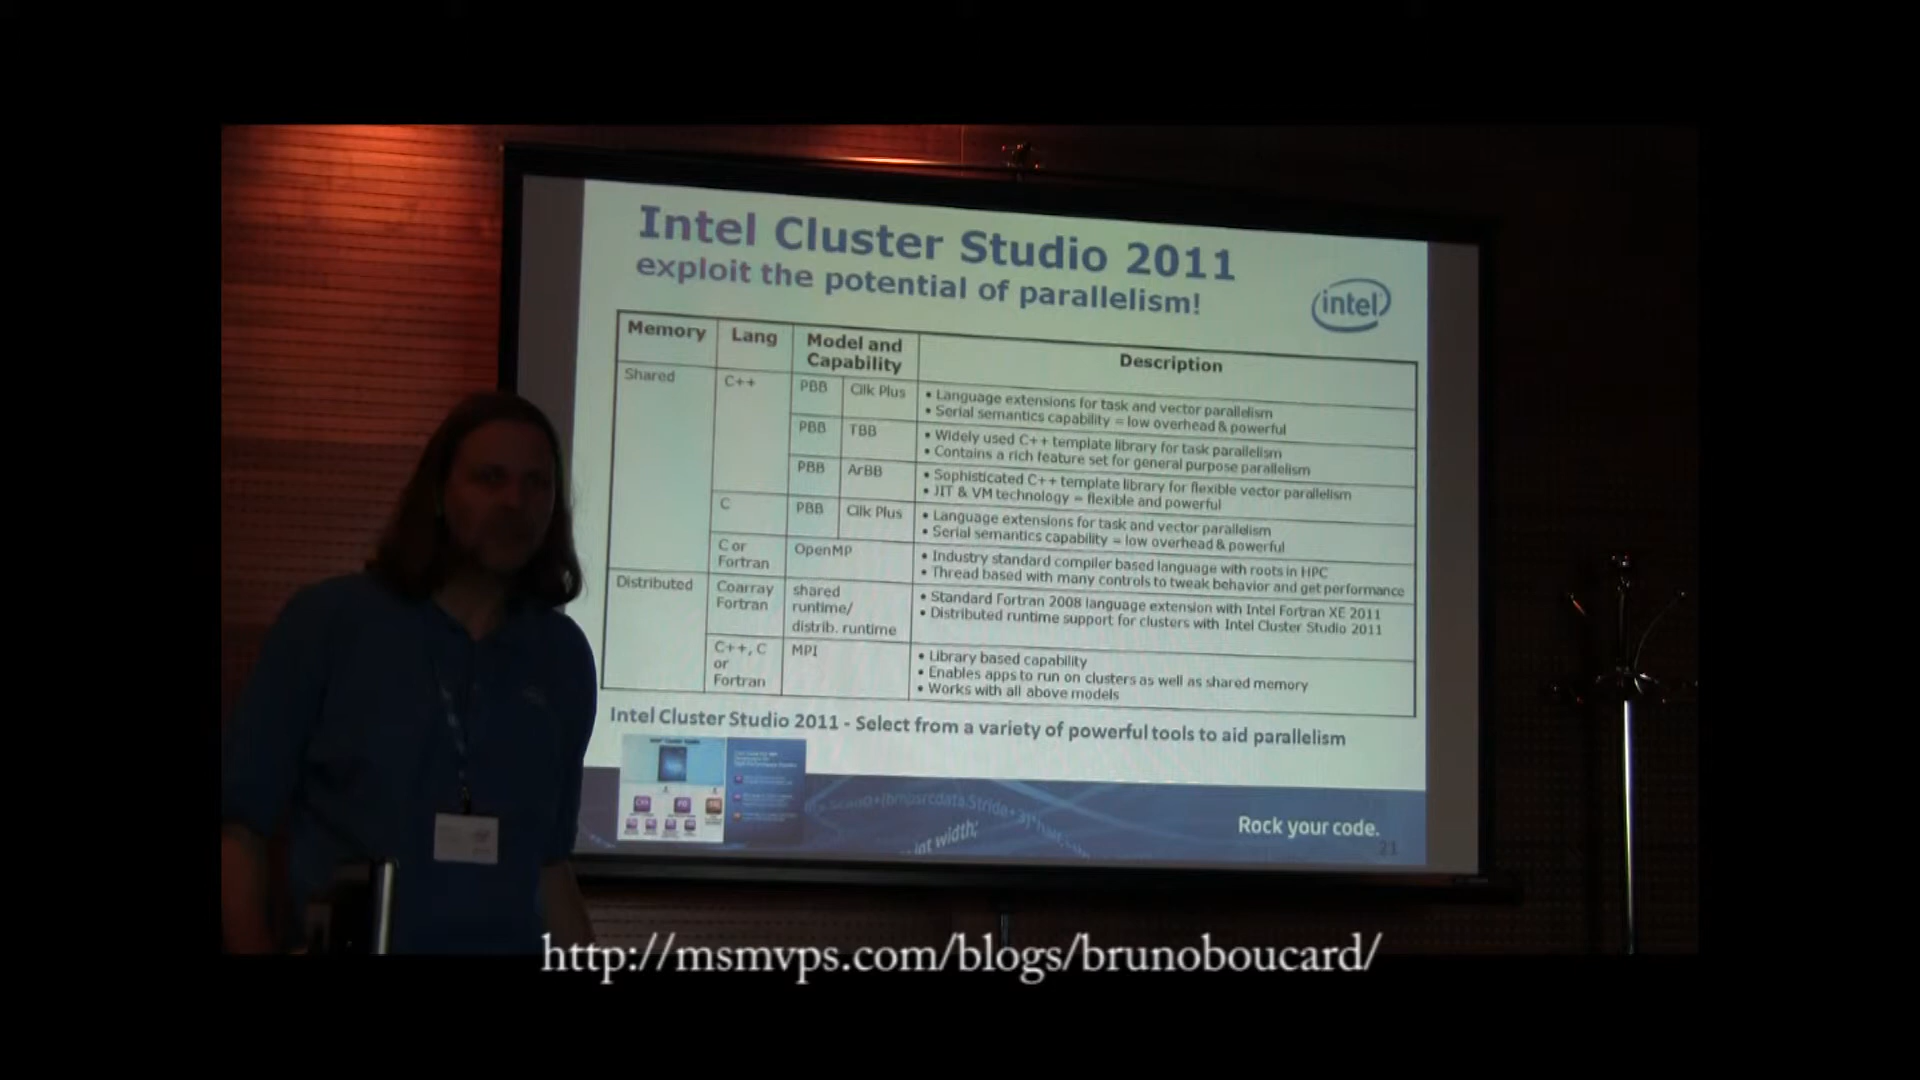 Intel Cluster Studio 2011
exploit the potential of parallelism!
intel
Memory Lang Model and Capability Description
Shared C++ PBB Cilk Plus
• Language extensions for task and vector parallelism
• Serial semantics capability = low overhead & powerful
PBB TBB
• Widely used C++ template library for task parallelism
• Contains a rich feature set for general purpose parallelism
PBB ArBB
• Sophisticated C++ template library for flexible vector parallelism
• JIT & VM technology = flexible and powerful
C PBB Cilk Plus
• Language extensions for task and vector parallelism
• Serial semantics capability = low overhead & powerful
C or Fortran OpenMP
• Industry standard compiler based language with roots in HPC
• Thread based with many controls to tweak behavior and get performance
Distributed Coarray Fortran shared runtime/ distrib. runtime
• Standard Fortran 2008 language extension with Intel Fortran XE 2011
• Distributed runtime support for clusters with Intel Cluster Studio 2011
C++, C or Fortran MPI
• Library based capability
• Enables apps to run on clusters as well as shared memory
• Works with all above models
Intel Cluster Studio 2011 - Select from a variety of powerful tools to aid parallelism
int width;
Rock your code.
21
http://msmvps.com/blogs/brunoboucard/